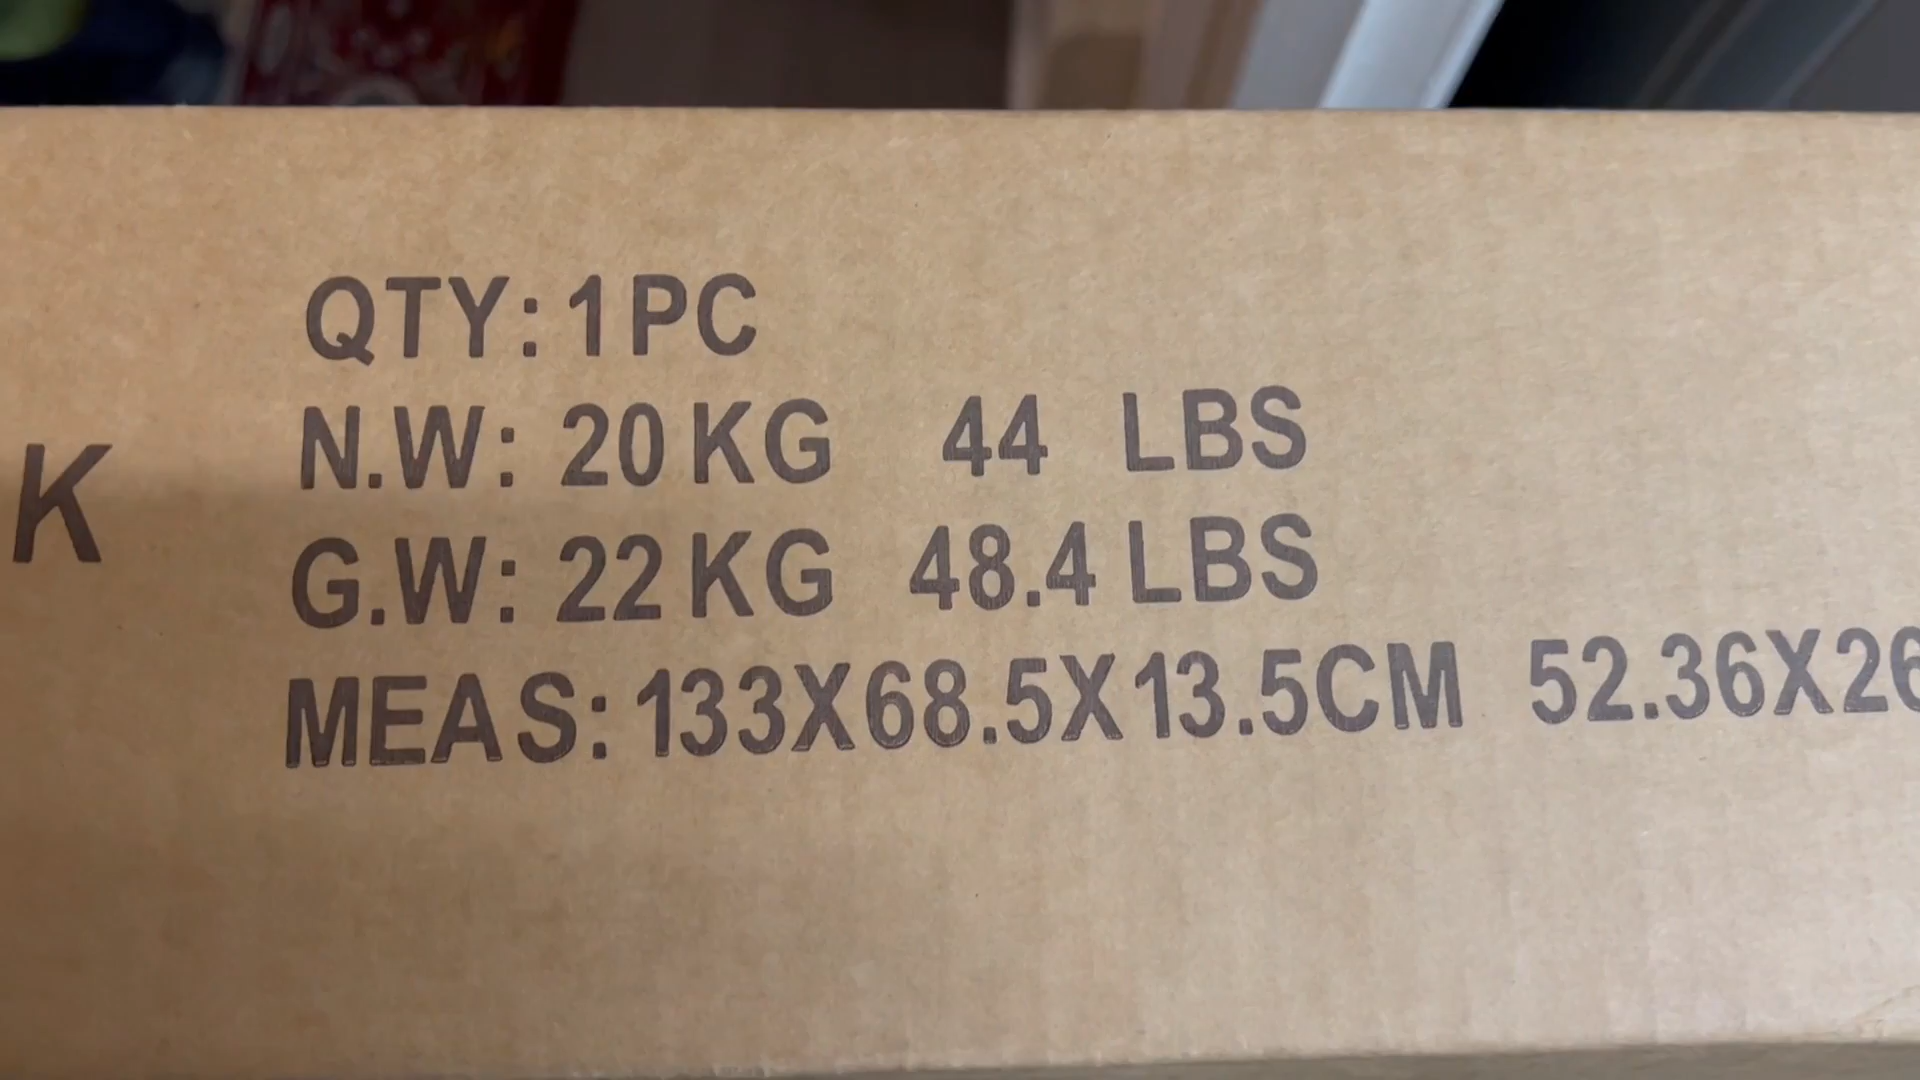 K
QTY: 1PC
N.W: 20KG 44 LBS
G.W: 22KG 48.4 LBS
MEAS: 133X68.5X13.5CM 52.36X26